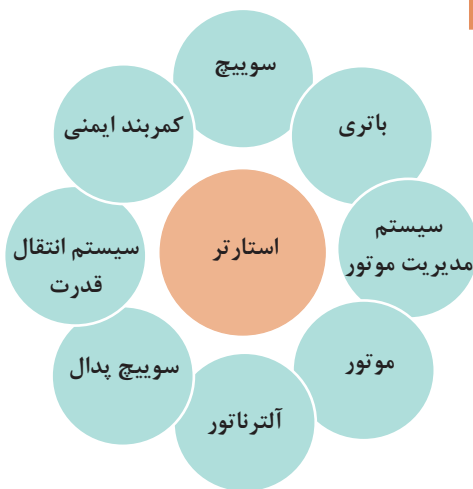 سوییچ
باتری
سیستم
مدیریت موتور
موتور
آلترناتور
سوییچ پدال
سیستم انتقال
قدرت
کمربند ایمنی
استارتر